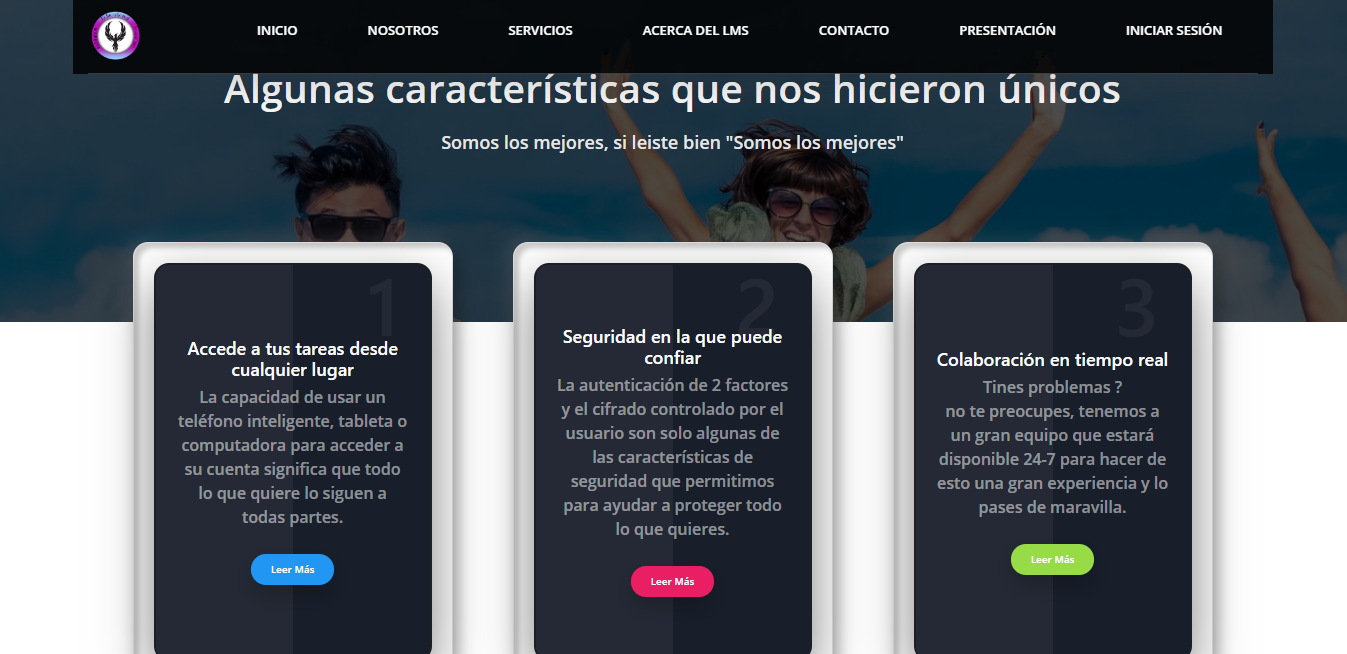 INICIO NOSOTROS SERVICIOS ACERCA DEL LMS CONTACTO PRESENTACIÓN INICIAR SESIÓN
Algunas características que nos hicieron únicos
Somos los mejores, si leiste bien "Somos los mejores"
1
Accede a tus tareas desde
cualquier lugar
La capacidad de usar un
teléfono inteligente, tableta o
computadora para acceder a
su cuenta significa que todo
lo que quiere lo siguen a
todas partes.
Leer Más
2
Seguridad en la que puede
confiar
La autenticación de 2 factores
y el cifrado controlado por el
usuario son solo algunas de
las características de
seguridad que permitimos
para ayudar a proteger todo
lo que quieres.
Leer Más
3
Colaboración en tiempo real
Tines problemas ?
no te preocupes, tenemos a
un gran equipo que estará
disponible 24-7 para hacer de
esto una gran experiencia y lo
pases de maravilla.
Leer Más